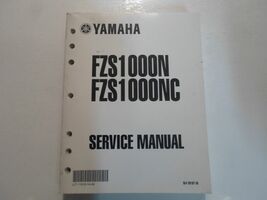 YAMAHA
FZS1000N
FZS1000NC
SERVICE MANUAL